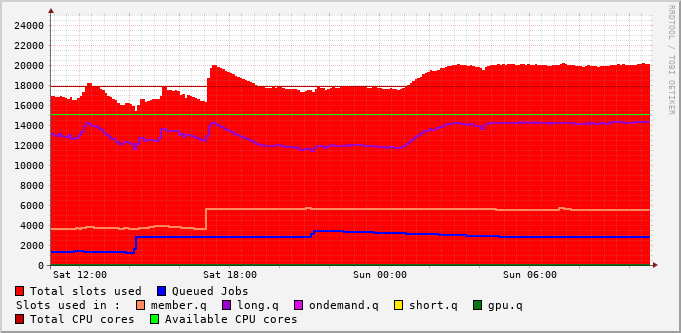 RRDTOOL / TOBI OETIKER
24000
22000
20000
18000
16000
14000
12000
10000
8000
6000
4000
2000
0
Sat 12:00 Sat 18:00 Sun 00:00 Sun 06:00
Total slots used Queued Jobs
Slots used in : member.q long.q ondemand.q short.q gpu.q
Total CPU cores Available CPU cores